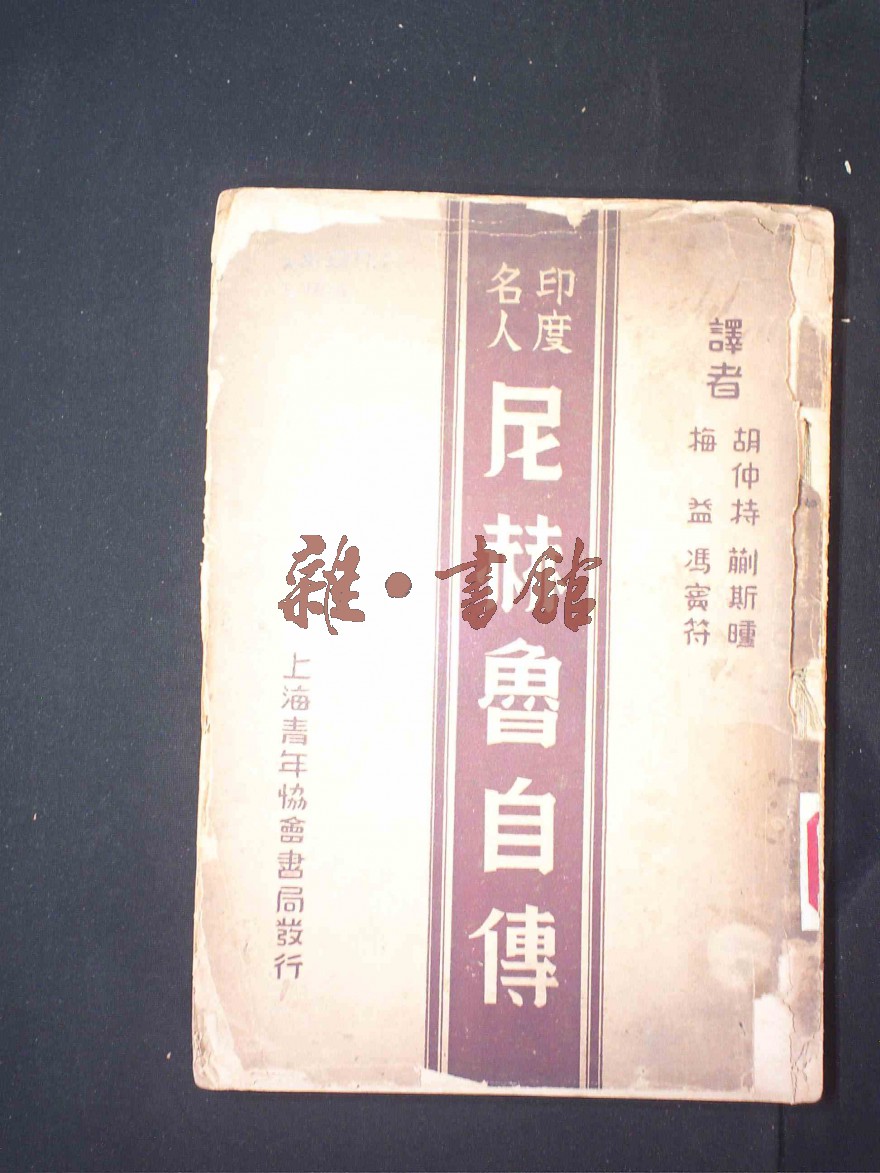 譯者
胡仲持 蒯斯曛
梅益 馮賓符
印度
名人
尼赫魯自傳
上海青年協會書局發行
雜·書館